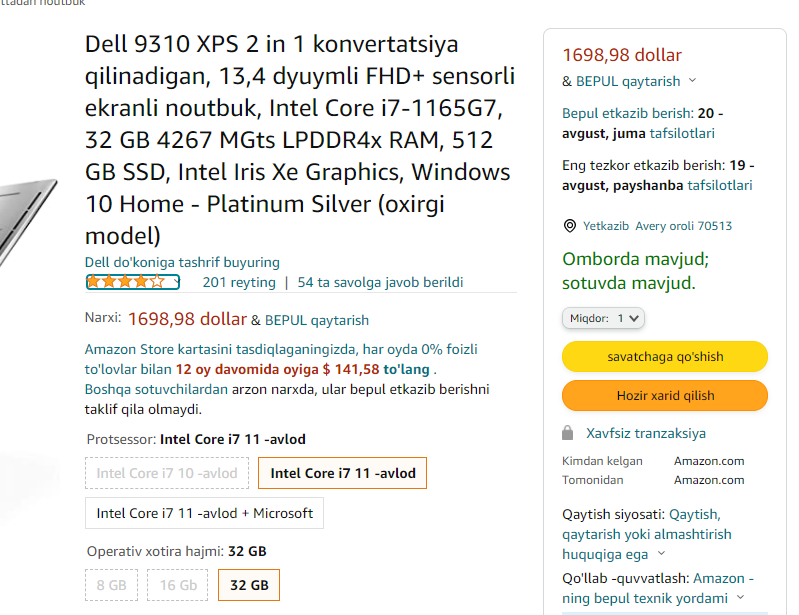 Dell 9310 XPS 2 in 1 konvertatsiya
qilinadigan, 13,4 dyuymli FHD+ sensorli
ekranli noutbuk, Intel Core i7-1165G7,
32 GB 4267 MGts LPDDR4x RAM, 512
GB SSD, Intel Iris Xe Graphics, Windows
10 Home - Platinum Silver (oxirgi
model)
Dell do'koniga tashrif buyuring
201 reyting | 54 ta savolga javob berildi
Narxi: 1698,98 dollar & BEPUL qaytarish
Amazon Store kartasini tasdiqlaganingizda, har oyda 0% foizli
to'lovlar bilan 12 oy davomida oyiga $ 141,58 to'lang .
Boshqa sotuvchilardan arzon narxda, ular bepul etkazib berishni
taklif qila olmaydi.
Protsessor: Intel Core i7 11 -avlod
Intel Core i7 10 -avlod
Intel Core i7 11 -avlod
Intel Core i7 11 -avlod + Microsoft
Operativ xotira hajmi: 32 GB
8 GB
16 Gb
32 GB
1698,98 dollar
& BEPUL qaytarish
Bepul etkazib berish: 20 -
avgust, juma tafsilotlari
Eng tezkor etkazib berish: 19 -
avgust, payshanba tafsilotlari
Yetkazib Avery oroli 70513
Omborda mavjud;
sotuvda mavjud.
Miqdor: 1
savatchaga qo'shish
Hozir xarid qilish
Xavfsiz tranzaksiya
Kimdan kelgan Amazon.com
Tomonidan Amazon.com
Qaytish siyosati: Qaytish,
qaytarish yoki almashtirish
huquqiga ega
Qo'llab -quvvatlash: Amazon -
ning bepul texnik yordami